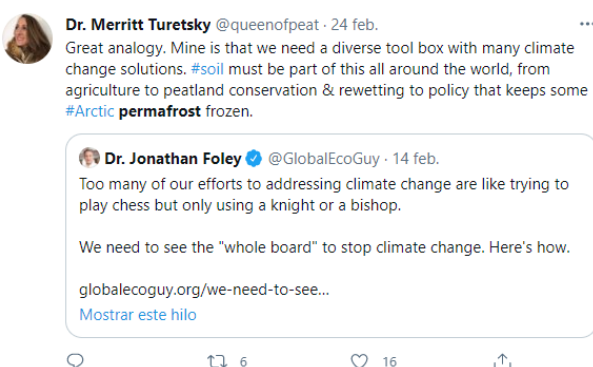 Dr. Merritt Turetsky @queenofpeat · 24 feb.
Great analogy. Mine is that we need a diverse tool box with many climate
change solutions. #soil must be part of this all around the world, from
agriculture to peatland conservation & rewetting to policy that keeps some
#Arctic permafrost frozen.
Dr. Jonathan Foley @GlobalEcoGuy · 14 feb.
Too many of our efforts to addressing climate change are like trying to
play chess but only using a knight or a bishop.
We need to see the "whole board" to stop climate change. Here's how.
globalecoguy.org/we-need-to-see...
Mostrar este hilo
6 16